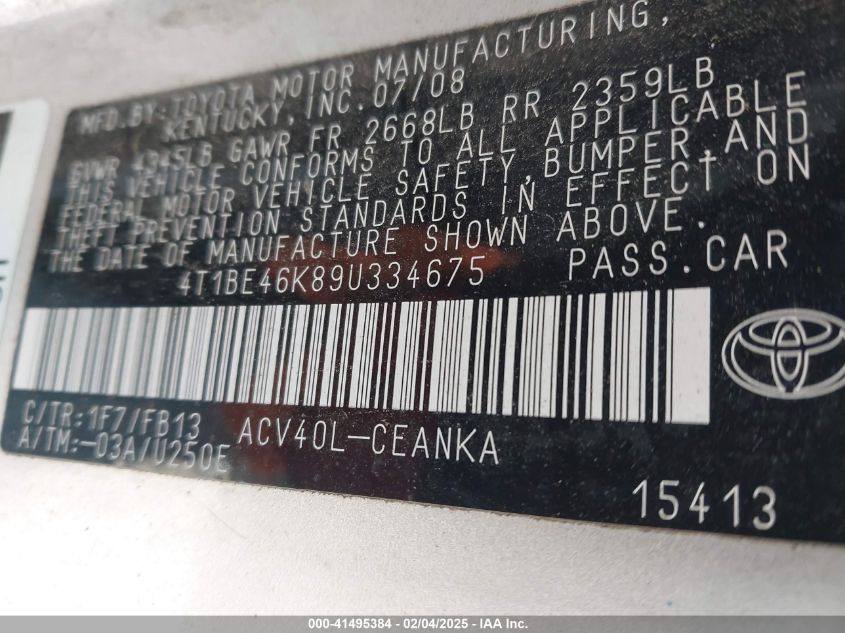 MFD.BY:TOYOTA MOTOR MANUFACTURING,
KENTUCKY, INC. 07/08
GVWR 4945LB GAWR FR 2668LB RR 2359LB
THIS VEHICLE CONFORMS TO ALL APPLICABLE
FEDERAL MOTOR VEHICLE SAFETY,BUMPER,AND
THEFT PREVENTION STANDARDS IN EFFECT ON
THE DATE OF MANUFACTURE SHOWN ABOVE.
4T1BE46K89U334675 PASS.CAR
C/TR:1F7/FB13 ACV40L-CEANKA
A/TM:-03A/U250E
15413
000-41495384 - 02/04/2025 - IAA Inc.